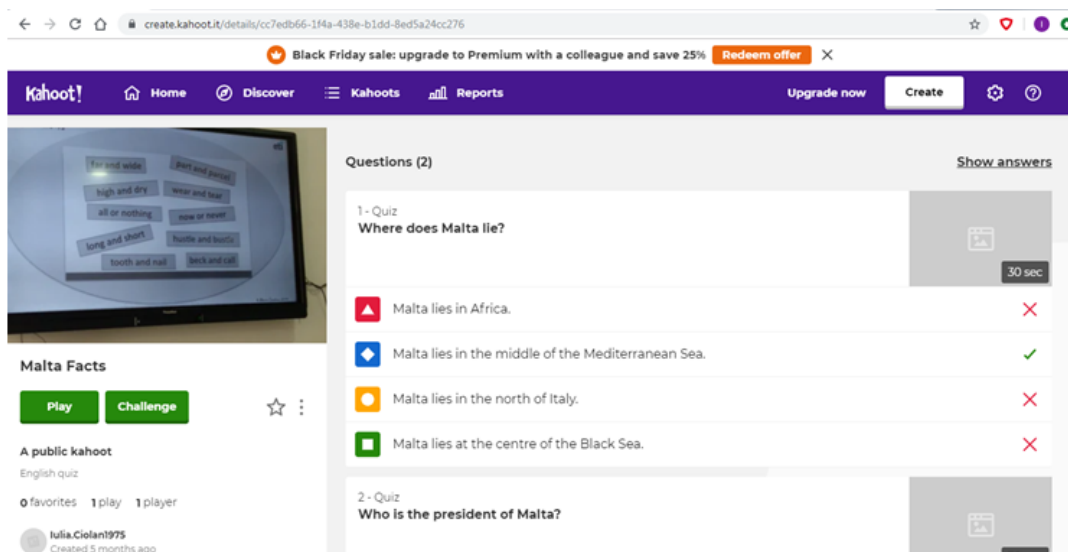 create.kahoot.it/details/cc7edb66-1f4a-438e-b1dd-8ed5a24cc276
Black Friday sale: upgrade to Premium with a colleague and save 25% Redeem offer
Kahoot! Home Discover Kahoots Reports Upgrade now Create
far and wide part and parcel
high and dry wear and tear
all or nothing now or never
long and short hustle and bustle
tooth and nail beck and call
Malta Facts
Play Challenge
A public kahoot
English quiz
0 favorites 1 play 1 player
Iulia.Ciolan1975
Created 5 months ago
Questions (2) Show answers
1 - Quiz
Where does Malta lie?
30 sec
Malta lies in Africa.
Malta lies in the middle of the Mediterranean Sea.
Malta lies in the north of Italy.
Malta lies at the centre of the Black Sea.
2 - Quiz
Who is the president of Malta?